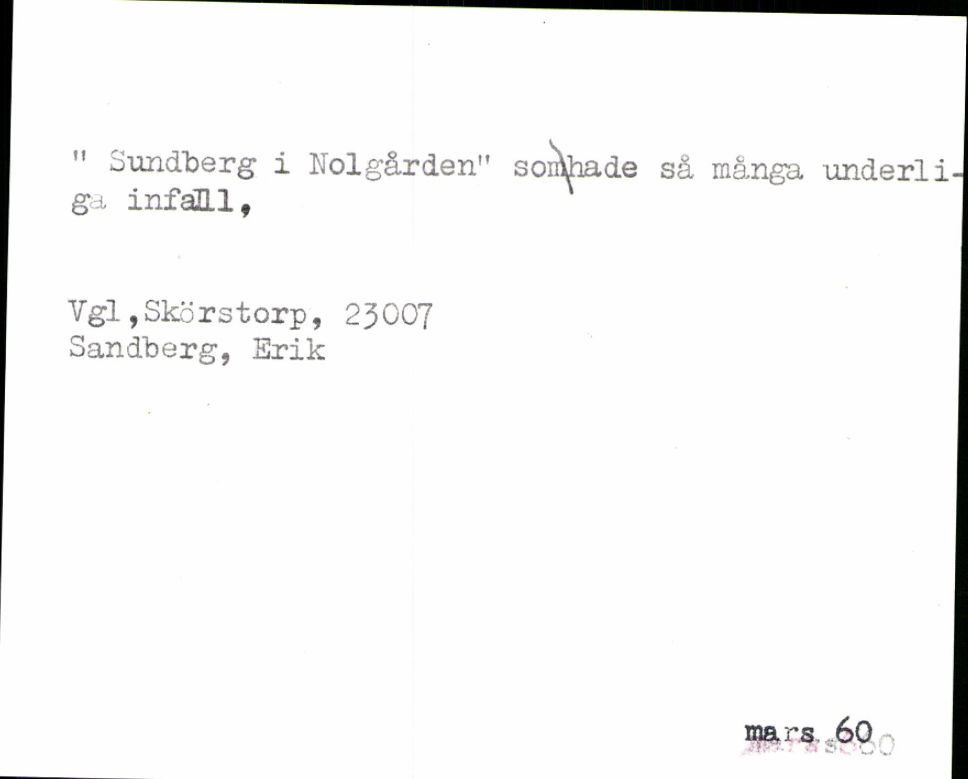 " Sundberg i Nolgården" som hade så många underli-
ga infall,
Vgl,Skörstorp, 23007
Sandberg, Erik
mars 60